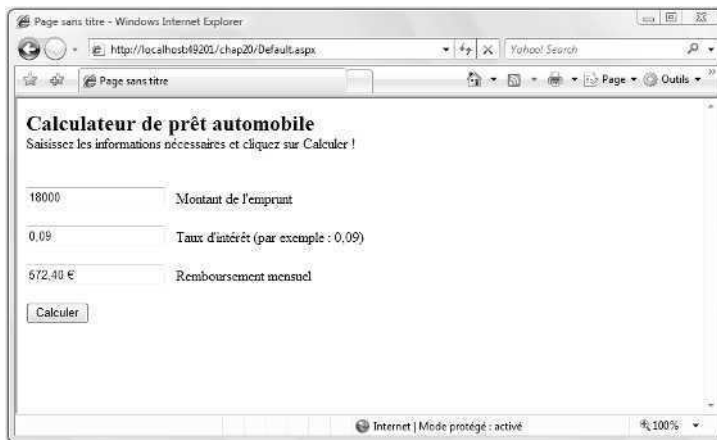 Page sans titre - Windows Internet Explorer
http://localhost:49201/chap20/Default.aspx
Yahoo! Search
Page sans titre
Page
Outils
Calculateur de prêt automobile
Saisissez les informations nécessaires et cliquez sur Calculer !
18000 Montant de l'emprunt
0,09 Taux d'intérêt (par exemple : 0,09)
572,40 € Remboursement mensuel
Calculer
Internet | Mode protégé : activé
100%